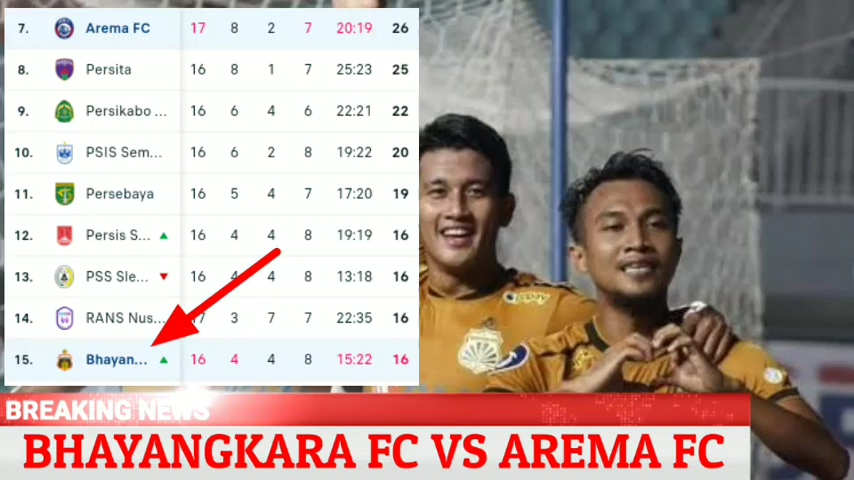 7. Arema FC 17 8 2 7 20:19 26
8. Persita 16 8 1 7 25:23 25
9. Persikabo ... 16 6 4 6 22:21 22
10. PSIS Sem... 16 6 2 8 19:22 20
11. Persebaya 16 5 4 7 17:20 19
12. Persis S... 16 4 4 8 19:19 16
13. PSS Sle... 16 4 4 8 13:18 16
14. RANS Nus... 17 3 7 7 22:35 16
15. Bhayan... 16 4 4 8 15:22 16
BREAKING NEWS
BHAYANGKARA FC VS AREMA FC